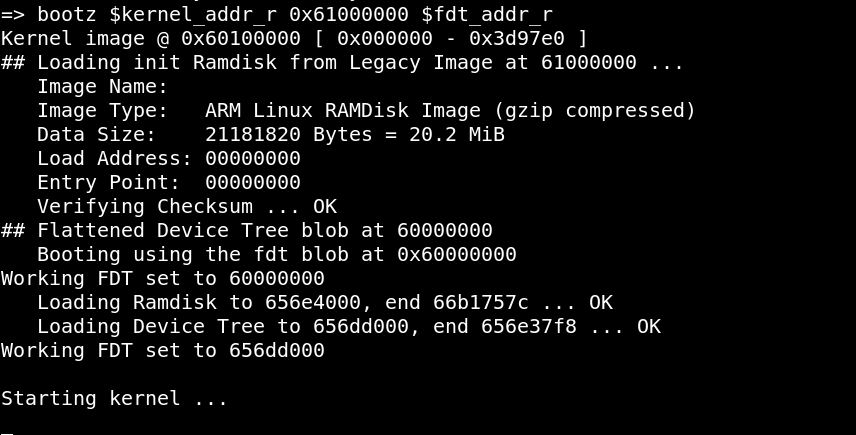 => bootz $kernel_addr_r 0x61000000 $fdt_addr_r
Kernel image @ 0x60100000 [ 0x000000 - 0x3d97e0 ]
## Loading init Ramdisk from Legacy Image at 61000000 ...
   Image Name:
   Image Type:   ARM Linux RAMDisk Image (gzip compressed)
   Data Size:    21181820 Bytes = 20.2 MiB
   Load Address: 00000000
   Entry Point:  00000000
   Verifying Checksum ... OK
## Flattened Device Tree blob at 60000000
   Booting using the fdt blob at 0x60000000
Working FDT set to 60000000
   Loading Ramdisk to 656e4000, end 66b1757c ... OK
   Loading Device Tree to 656dd000, end 656e37f8 ... OK
Working FDT set to 656dd000
Starting kernel ...